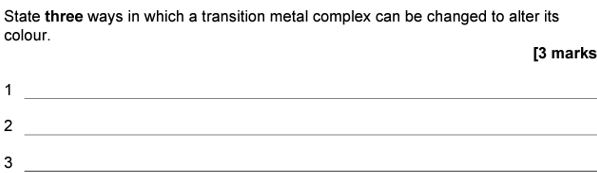 State three ways in which a transition metal complex can be changed to alter its
colour.
[3 marks
1
2
3